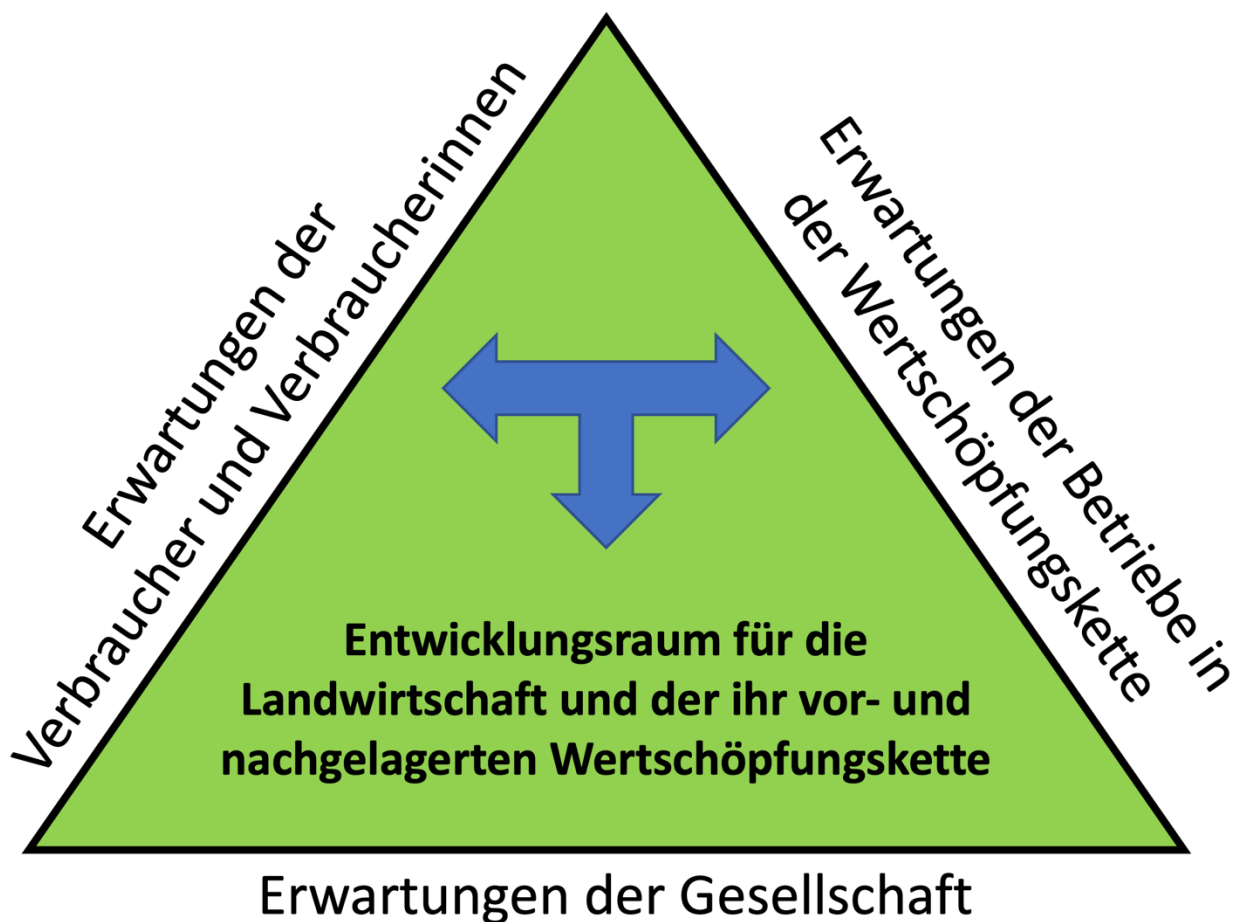 Erwartungen der
Verbraucher und Verbraucherinnen
Erwartungen der Betriebe in
der Wertschöpfungskette
Entwicklungsraum für die
Landwirtschaft und der ihr vor- und
nachgelagerten Wertschöpfungskette
Erwartungen der Gesellschaft